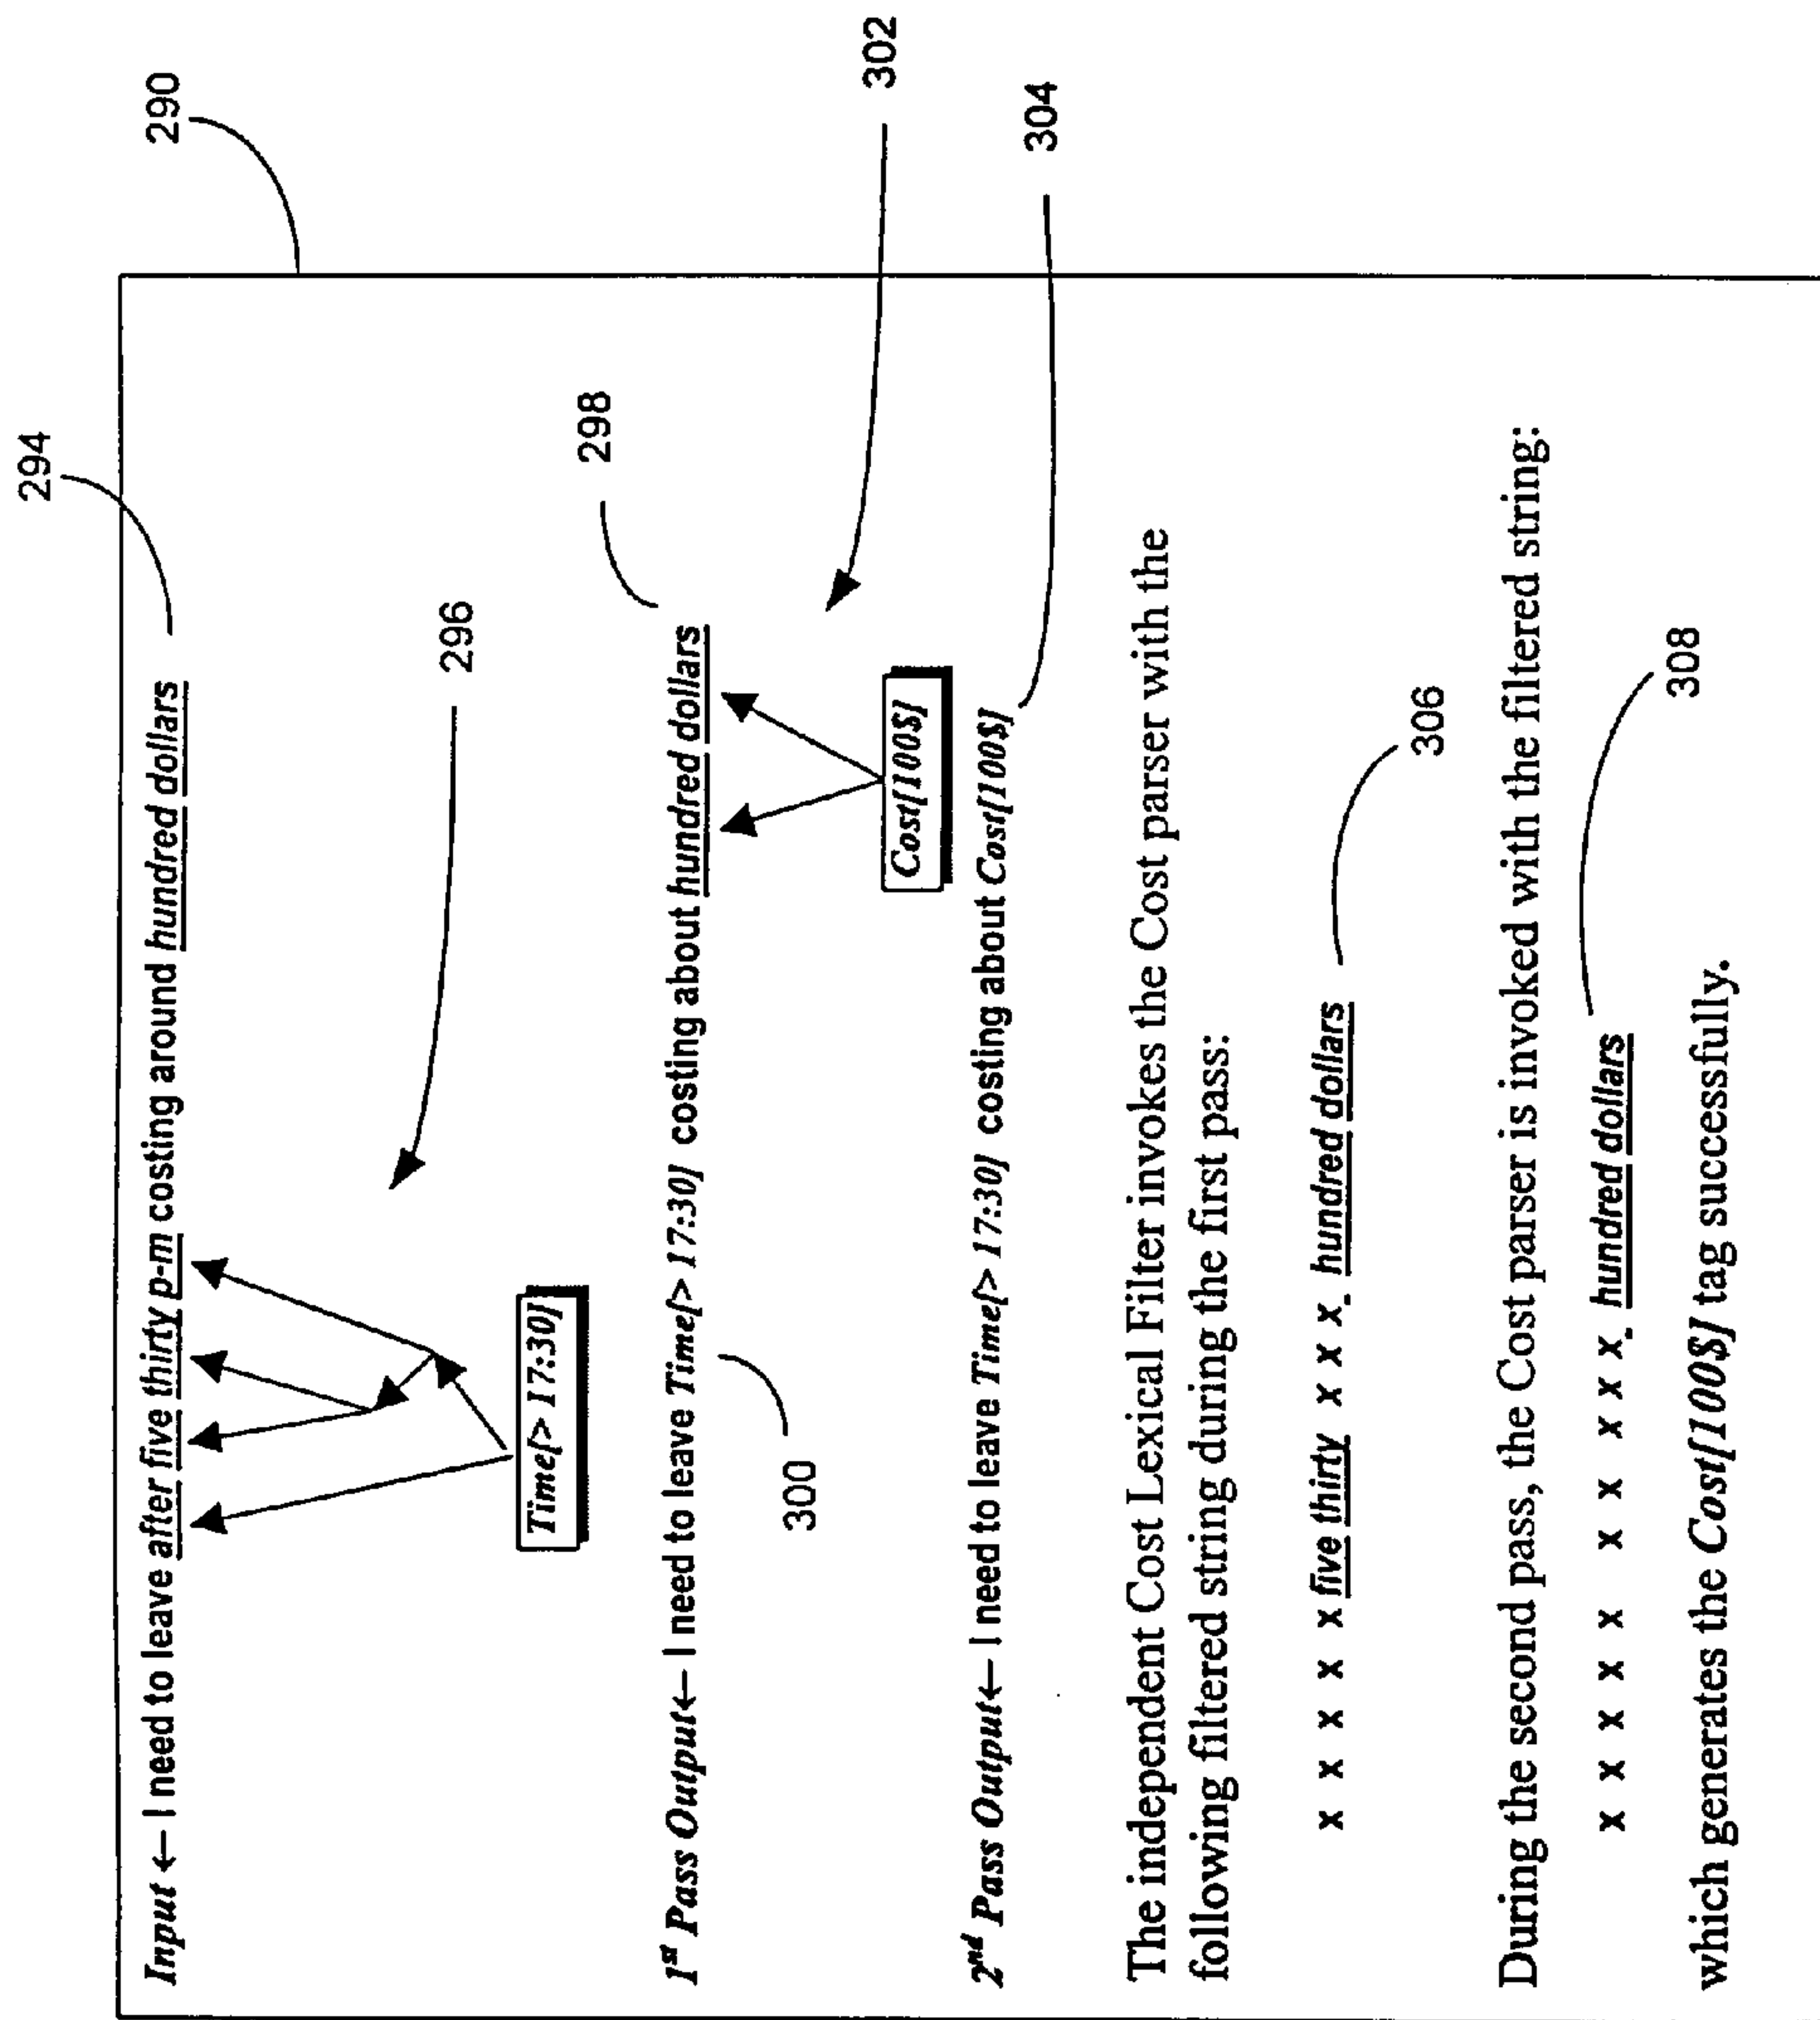 290
294
Input ← I need to leave after five thirty p-m costing around hundred dollars
296
Time[> 17:30]
298
1st Pass Output← I need to leave Time[> 17:30] costing about hundred dollars
300
302
Cost[100$]
2nd Pass Output← I need to leave Time[> 17:30] costing about Cost[100$]
304
The independent Cost Lexical Filter invokes the Cost parser with the
following filtered string during the first pass:
x x x x x five thirty x x x hundred dollars
306
During the second pass, the Cost parser is invoked with the filtered string:
x x x x x x x x x hundred dollars
308
which generates the Cost[100$] tag successfully.